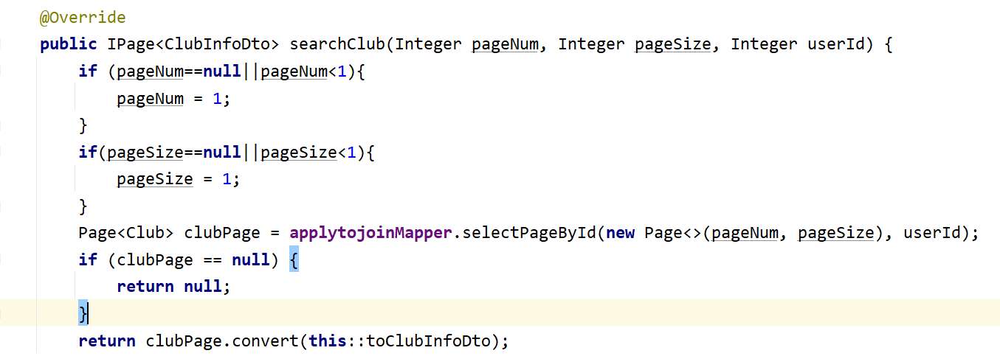 @Override
public IPage<ClubInfoDto> searchClub(Integer pageNum, Integer pageSize, Integer userId) {
    if (pageNum==null||pageNum<1){
        pageNum = 1;
    }
    if(pageSize==null||pageSize<1){
        pageSize = 1;
    }
    Page<Club> clubPage = applytojoinMapper.selectPageById(new Page<>(pageNum, pageSize), userId);
    if (clubPage == null) {
        return null;
    }
    return clubPage.convert(this::toClubInfoDto);